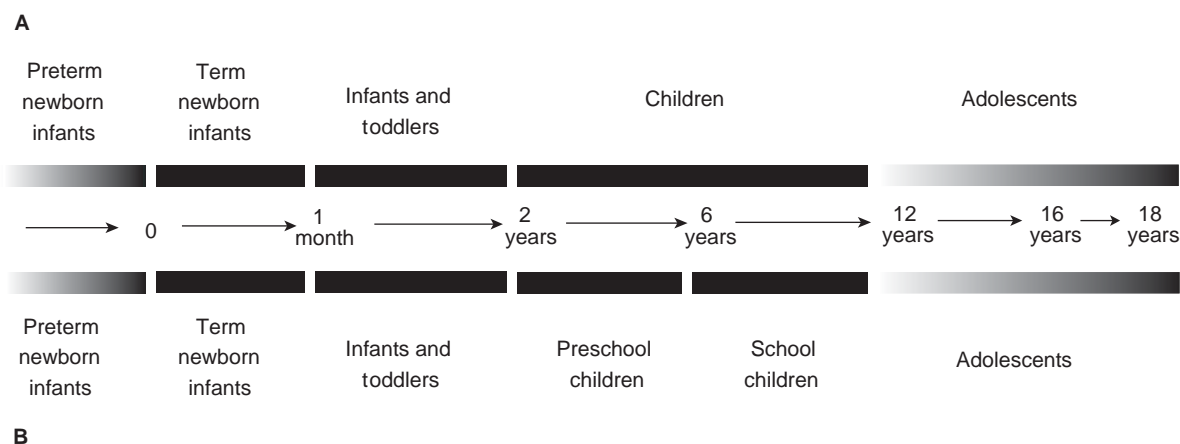 A
Preterm
newborn
infants
Term
newborn
infants
Infants and
toddlers
Children
Adolescents
0
1
month
2
years
6
years
12
years
16
years
18
years
Preterm
newborn
infants
Term
newborn
infants
Infants and
toddlers
Preschool
children
School
children
Adolescents
B